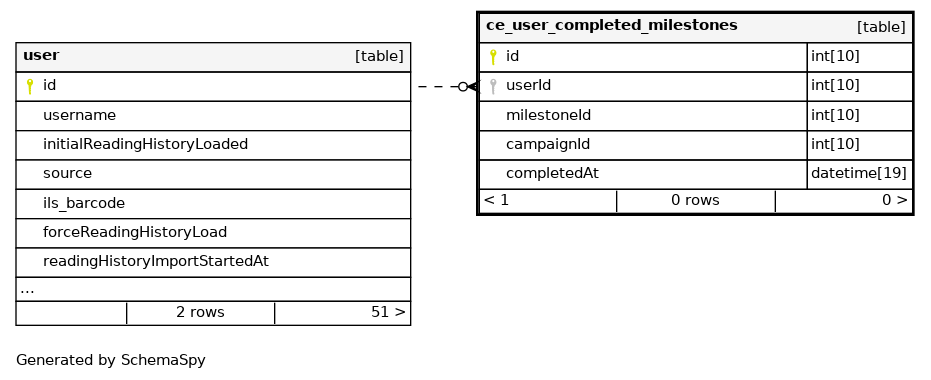 user [table]
id
username
initialReadingHistoryLoaded
source
ils_barcode
forceReadingHistoryLoad
readingHistoryImportStartedAt
...
2 rows 51 >
ce_user_completed_milestones [table]
id int[10]
userId int[10]
milestoneId int[10]
campaignId int[10]
completedAt datetime[19]
< 1 0 rows 0 >
Generated by SchemaSpy